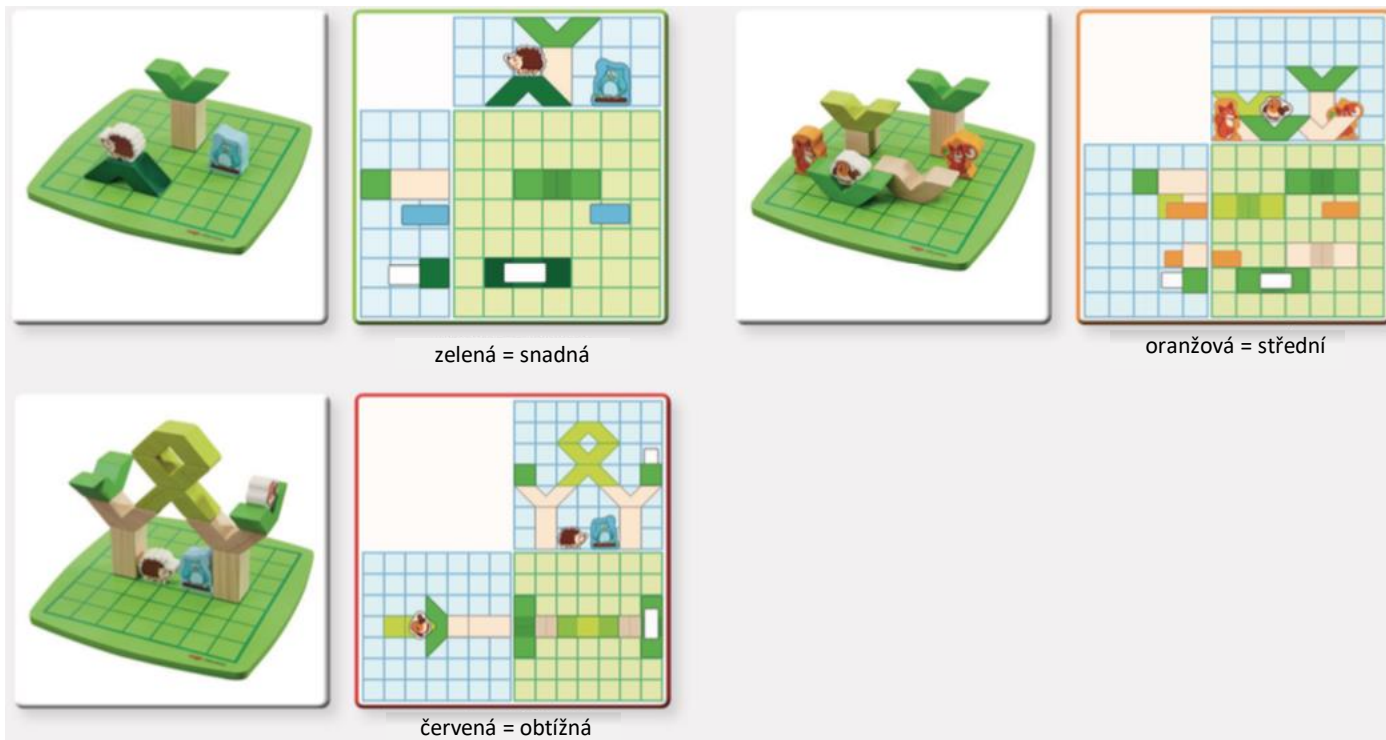 zelená = snadná
oranžová = střední
červená = obtížná